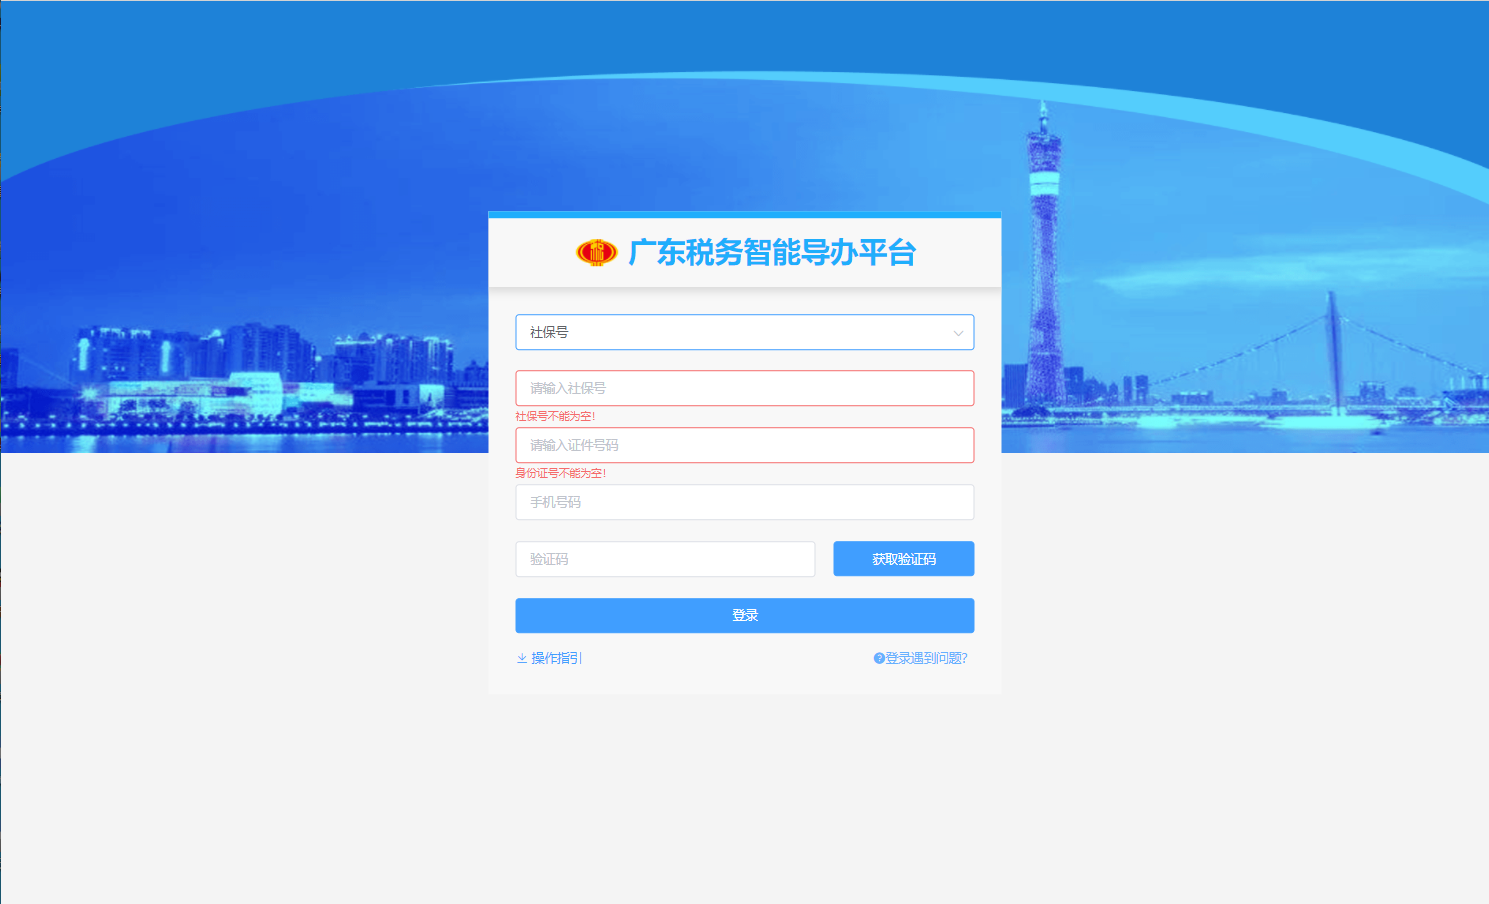 广东税务智能导办平台
社保号
请输入社保号
社保号不能为空!
请输入证件号码
身份证号不能为空!
手机号码
验证码 获取验证码
登录
操作指引 登录遇到问题?